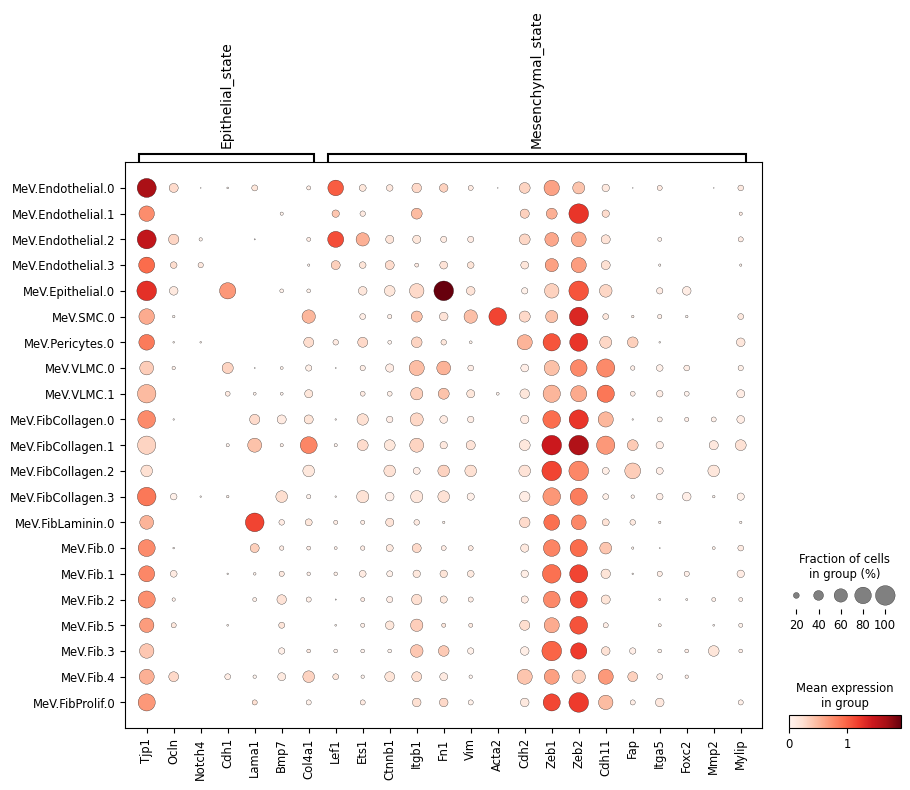 Epithelial_state
Mesenchymal_state
MeV.Endothelial.0
MeV.Endothelial.1
MeV.Endothelial.2
MeV.Endothelial.3
MeV.Epithelial.0
MeV.SMC.0
MeV.Pericytes.0
MeV.VLMC.0
MeV.VLMC.1
MeV.FibCollagen.0
MeV.FibCollagen.1
MeV.FibCollagen.2
MeV.FibCollagen.3
MeV.FibLaminin.0
MeV.Fib.0
MeV.Fib.1
MeV.Fib.2
MeV.Fib.5
MeV.Fib.3
MeV.Fib.4
MeV.FibProlif.0
Tjp1
Ocln
Notch4
Cdh1
Lama1
Bmp7
Col4a1
Lef1
Ets1
Ctnnb1
Itgb1
Fn1
Vim
Acta2
Cdh2
Zeb1
Zeb2
Cdh11
Fap
Itga5
Foxc2
Mmp2
Mylip
Fraction of cells
in group (%)
20 40 60 80 100
Mean expression
in group
0 1